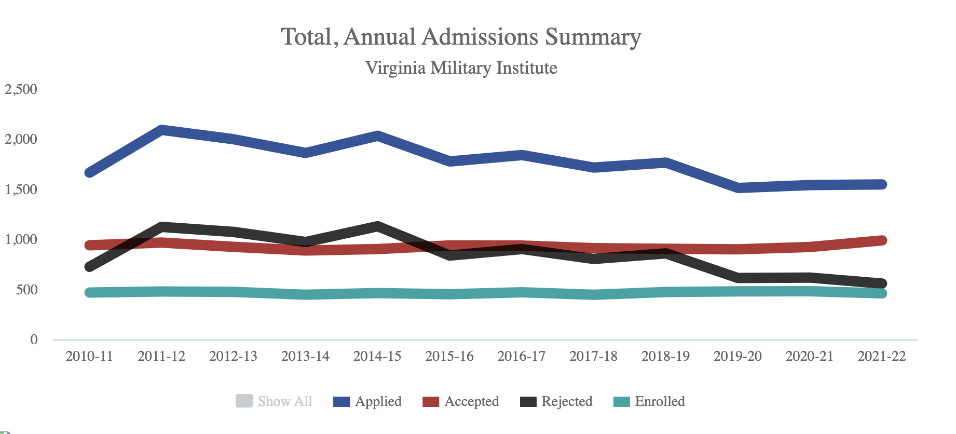 Total, Annual Admissions Summary
Virginia Military Institute
2,500
2,000
1,500
1,000
500
0
2010-11 2011-12 2012-13 2013-14 2014-15 2015-16 2016-17 2017-18 2018-19 2019-20 2020-21 2021-22
Show All Applied Accepted Rejected Enrolled